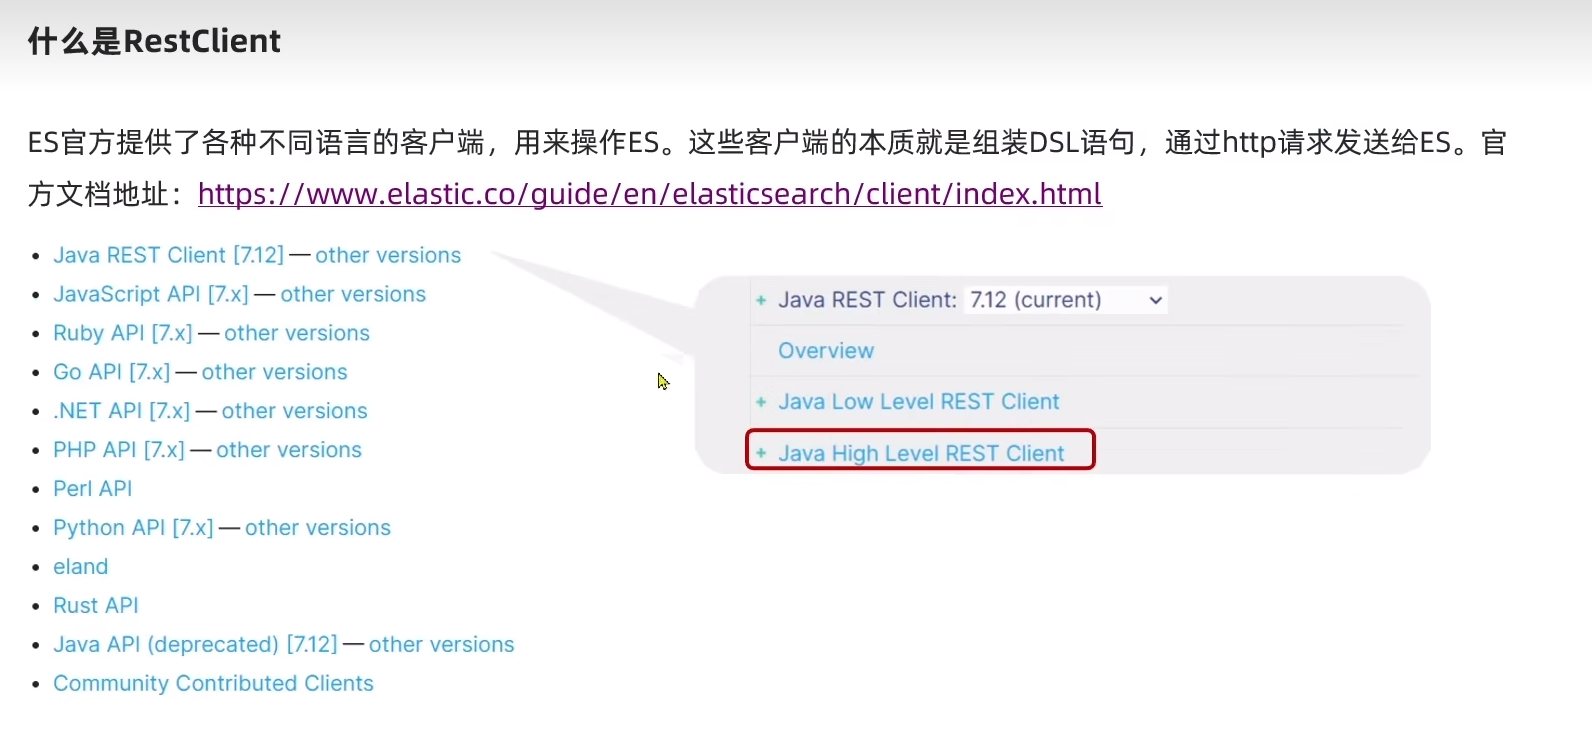 什么是RestClient
ES官方提供了各种不同语言的客户端，用来操作ES。这些客户端的本质就是组装DSL语句，通过http请求发送给ES。官
方文档地址：https://www.elastic.co/guide/en/elasticsearch/client/index.html
• Java REST Client [7.12] — other versions
• JavaScript API [7.x] — other versions
• Ruby API [7.x] — other versions
• Go API [7.x] — other versions
• .NET API [7.x] — other versions
• PHP API [7.x] — other versions
• Perl API
• Python API [7.x] — other versions
• eland
• Rust API
• Java API (deprecated) [7.12] — other versions
• Community Contributed Clients
+ Java REST Client: 7.12 (current)
Overview
+ Java Low Level REST Client
+ Java High Level REST Client